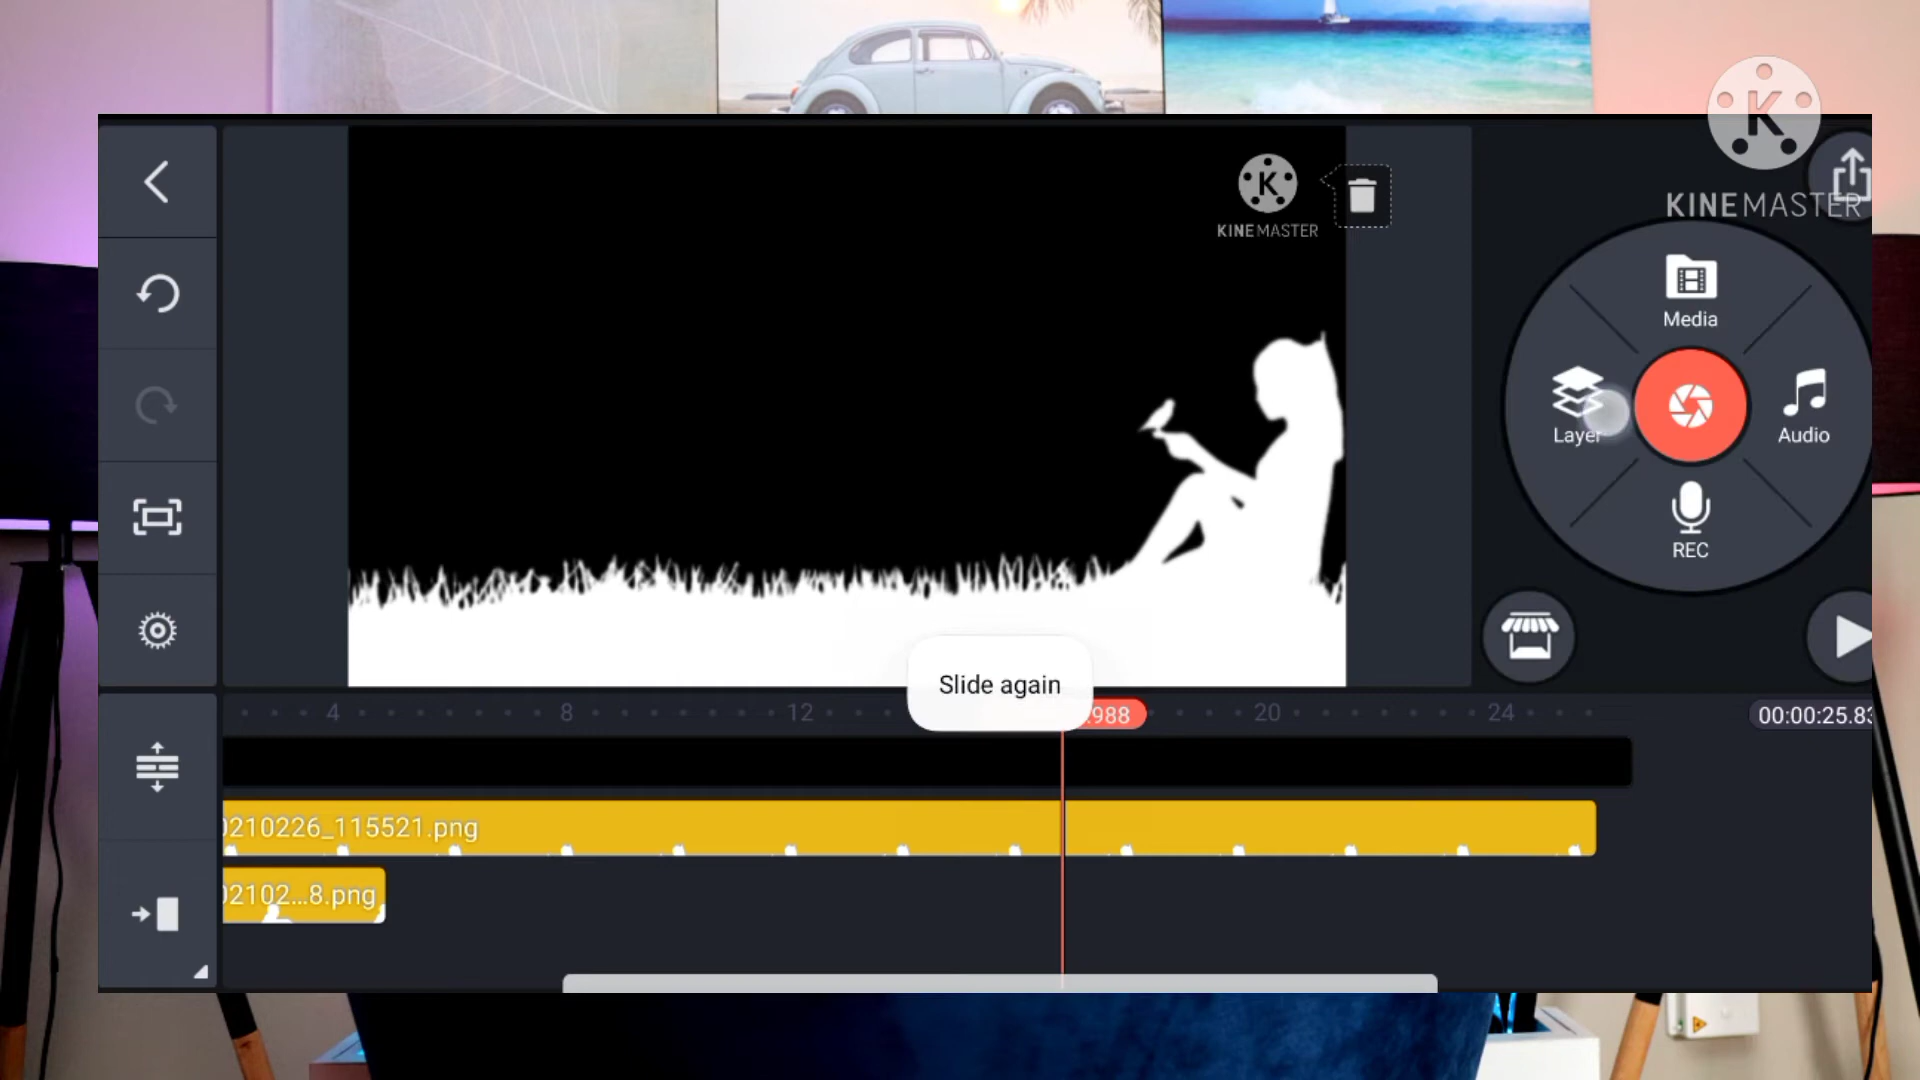 KINEMASTER
KINEMASTER
Media
Layer
Audio
REC
Slide again
4
8
12
.988
20
24
00:00:25.83
0210226_115521.png
02102...8.png